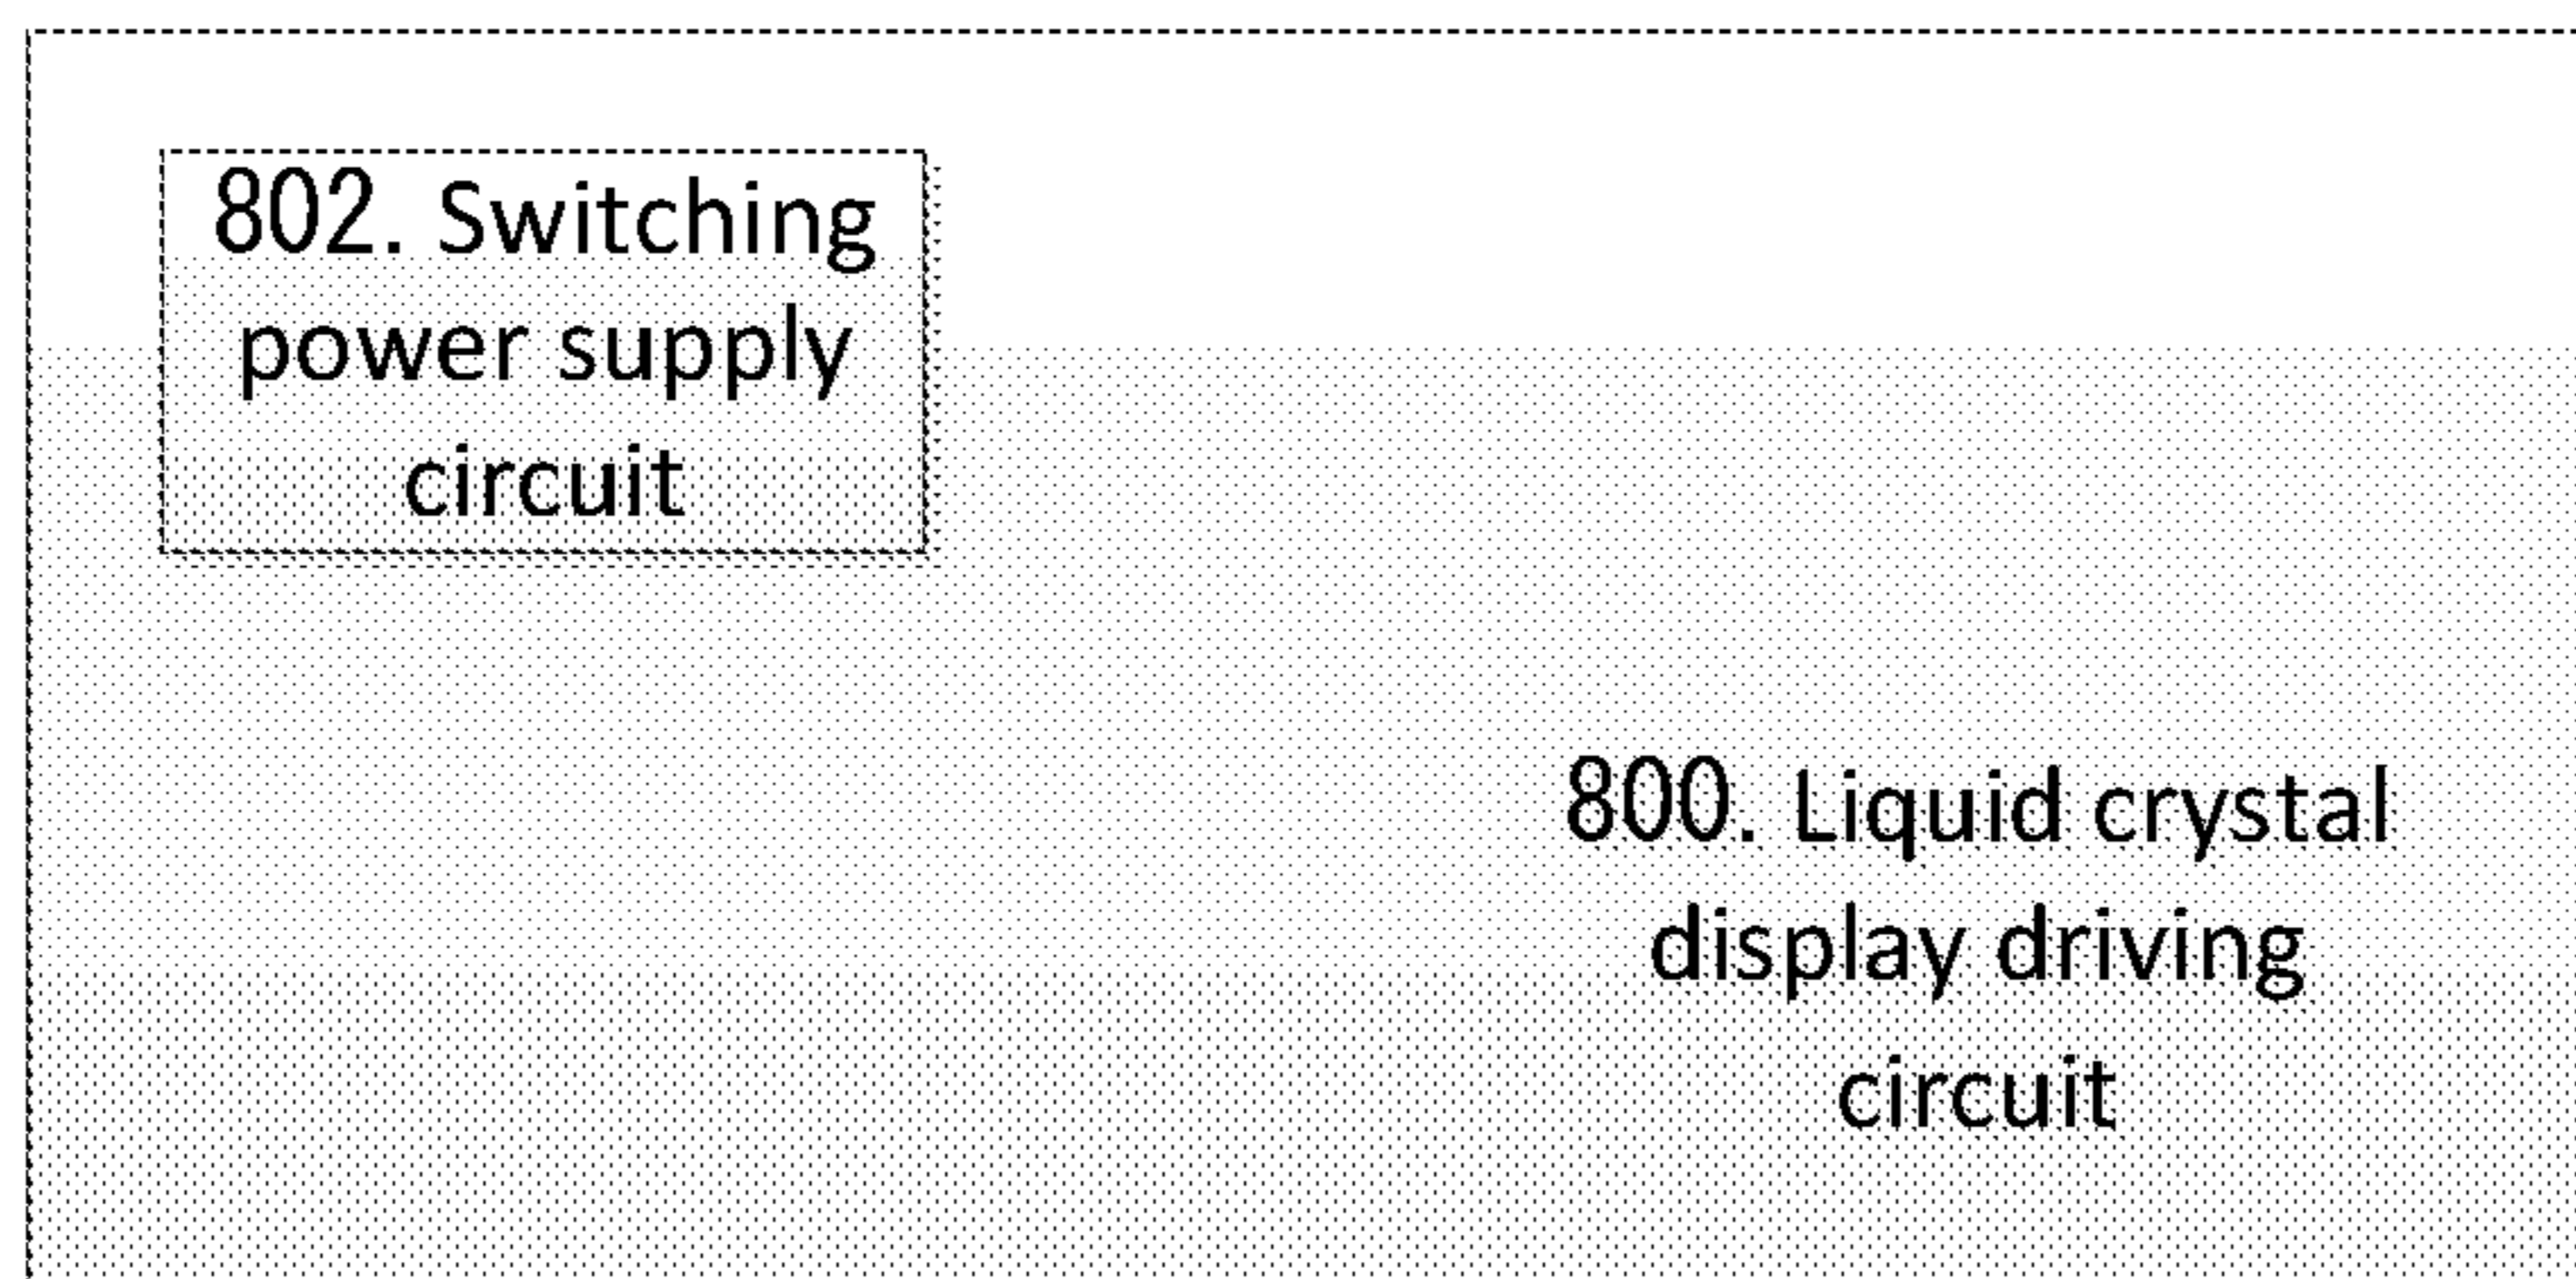 802. Switching
power supply
circuit
800. Liquid crystal
display driving
circuit